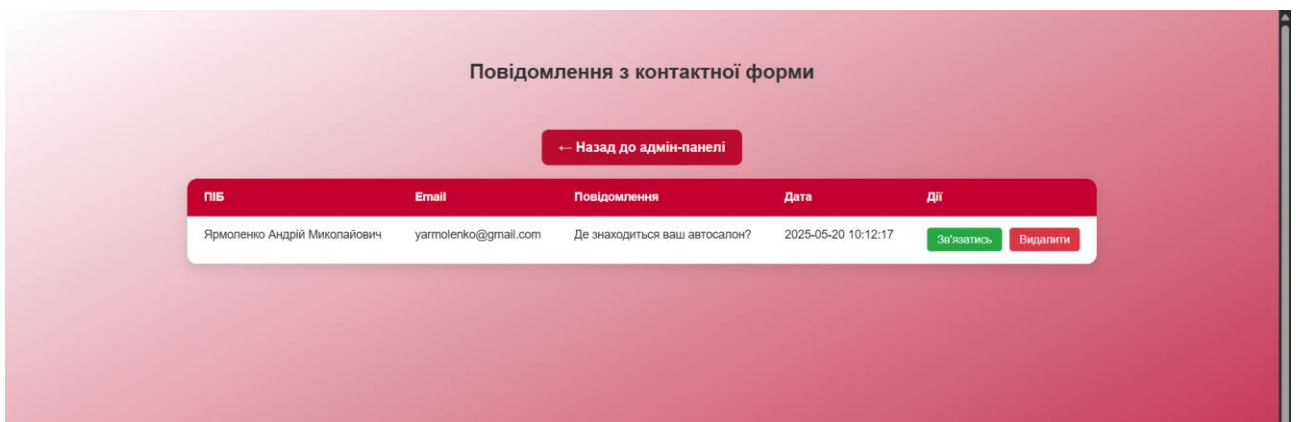 Повідомлення з контактної форми
← Назад до адмін-панелі
ПІБ Email Повідомлення Дата Дії
Ярмоленко Андрій Миколайович yarmolenko@gmail.com Де знаходиться ваш автосалон? 2025-05-20 10:12:17 Зв'язатись Видалити